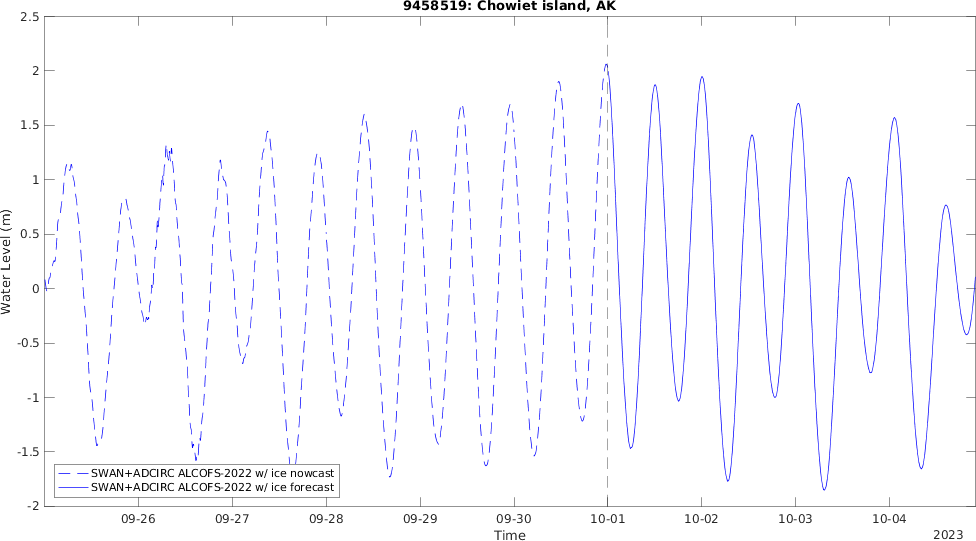 9458519: Chowiet island, AK
2.5
2
1.5
1
0.5
0
-0.5
-1
-1.5
-2
Water Level (m)
SWAN+ADCIRC ALCOFS-2022 w/ ice nowcast
SWAN+ADCIRC ALCOFS-2022 w/ ice forecast
09-26 09-27 09-28 09-29 09-30 10-01 10-02 10-03 10-04
Time
2023